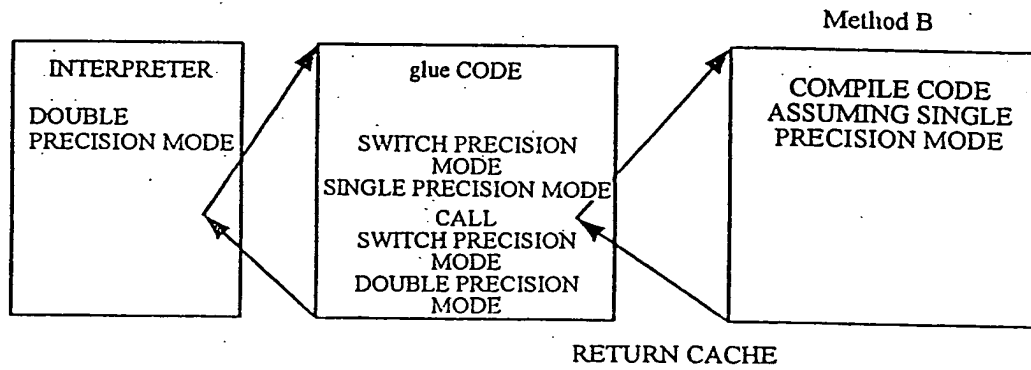 Method B
INTERPRETER
DOUBLE
PRECISION MODE
glue CODE
SWITCH PRECISION
MODE
SINGLE PRECISION MODE
CALL
SWITCH PRECISION
MODE
DOUBLE PRECISION
MODE
COMPILE CODE
ASSUMING SINGLE
PRECISION MODE
RETURN CACHE